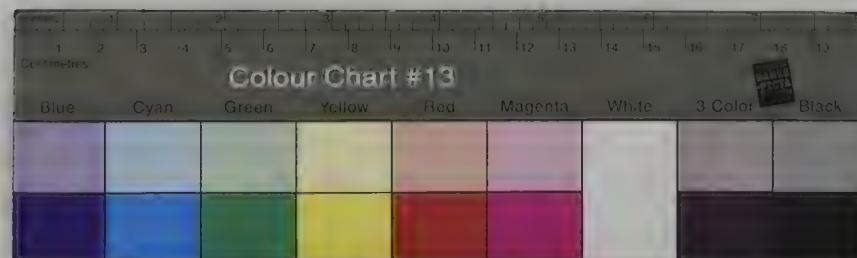 1 2 3 4 5 6 7
1 2 3 4 5 6 7 8 9 10 11 12 13 14 15 16 17 18 19
Centimetres
Colour Chart #13
Blue Cyan Green Yellow Red Magenta White 3 Color Black